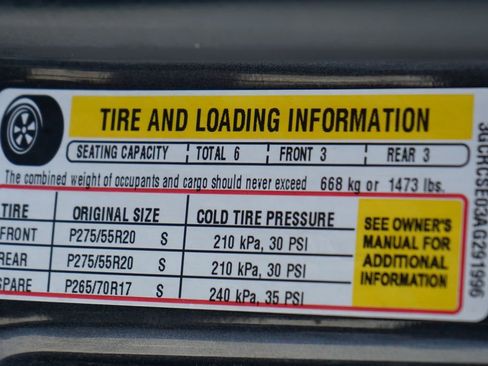 TIRE AND LOADING INFORMATION
SEATING CAPACITY TOTAL 6 FRONT 3 REAR 3
The combined weight of occupants and cargo should never exceed 668 kg or 1473 lbs.
TIRE ORIGINAL SIZE COLD TIRE PRESSURE
FRONT P275/55R20 S 210 kPa, 30 PSI
REAR P275/55R20 S 210 kPa, 30 PSI
SPARE P265/70R17 S 240 kPa, 35 PSI
SEE OWNER'S
MANUAL FOR
ADDITIONAL
INFORMATION
3GCRCSE03AG291996